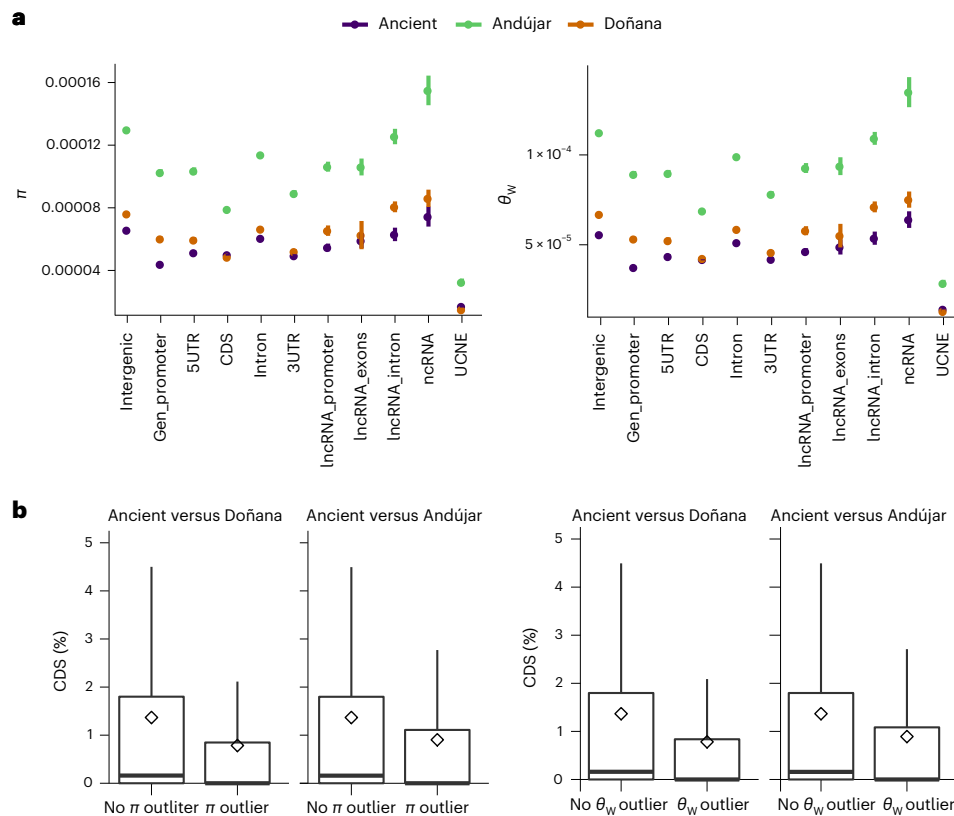 a
Ancient Andújar Doñana
π
0.00016
0.00012
0.00008
0.00004
Intergenic
Gen_promoter
5UTR
CDS
Intron
3UTR
lncRNA_promoter
lncRNA_exons
lncRNA_intron
ncRNA
UCNE
θW
1 × 10⁻⁴
5 × 10⁻⁵
Intergenic
Gen_promoter
5UTR
CDS
Intron
3UTR
lncRNA_promoter
lncRNA_exons
lncRNA_intron
ncRNA
UCNE
b
Ancient versus Doñana
Ancient versus Andújar
CDS (%)
5
4
3
2
1
0
No π outliter
π outlier
No π outlier
π outlier
Ancient versus Doñana
Ancient versus Andújar
CDS (%)
5
4
3
2
1
0
No θW outlier
θW outlier
No θW outlier
θW outlier